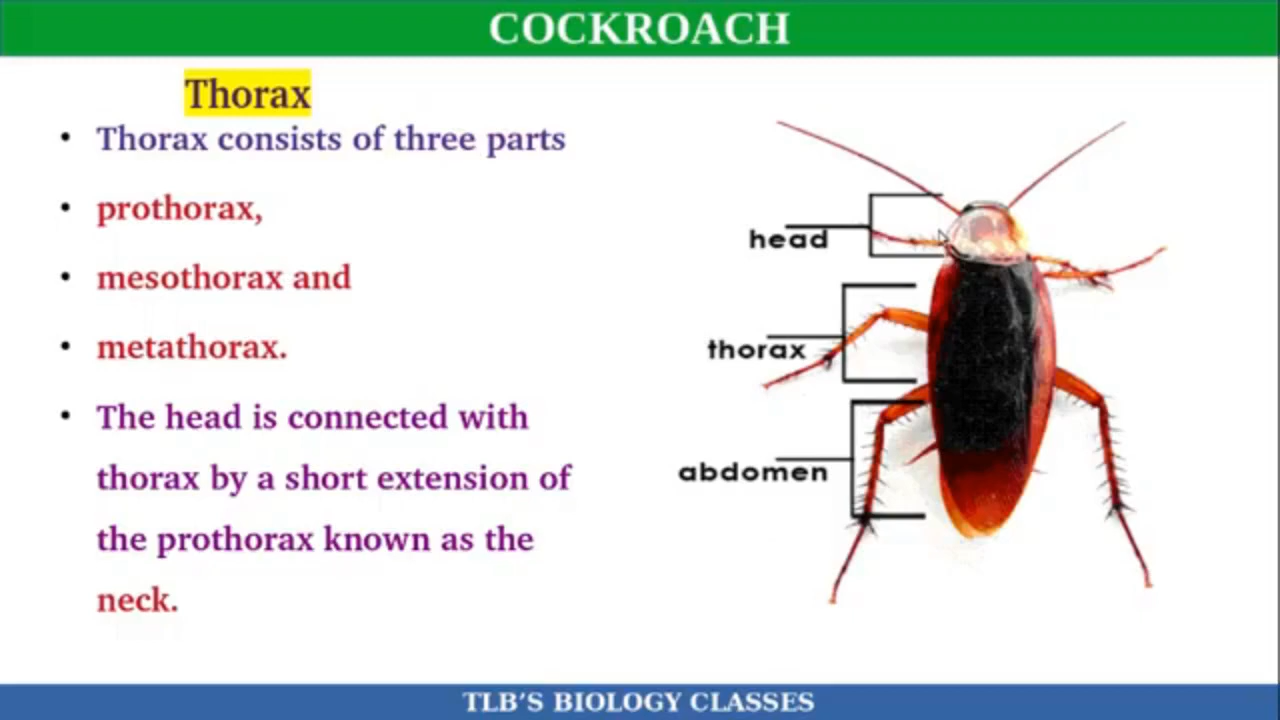 COCKROACH
Thorax
• Thorax consists of three parts
• prothorax,
• mesothorax and
• metathorax.
• The head is connected with
thorax by a short extension of
the prothorax known as the
neck.
head
thorax
abdomen
TLB’S BIOLOGY CLASSES